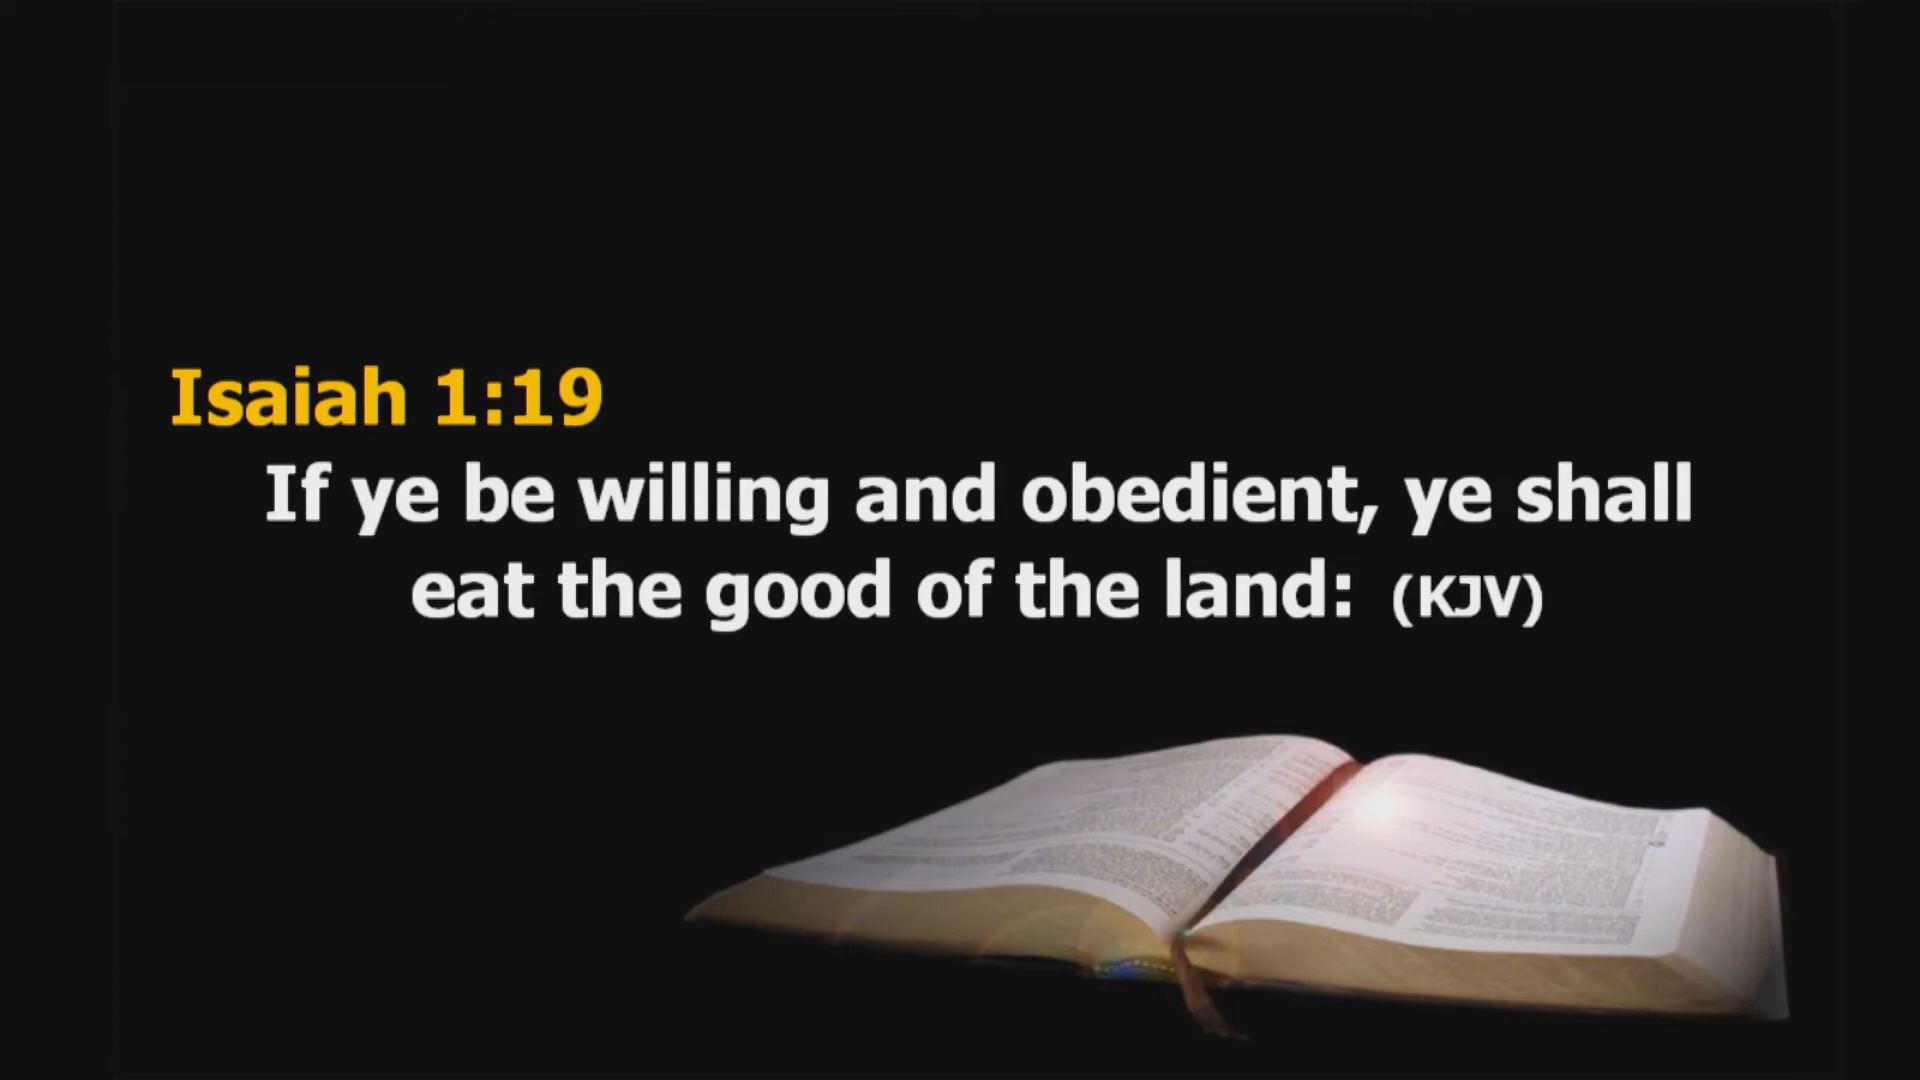 Isaiah 1:19
If ye be willing and obedient, ye shall
eat the good of the land: (KJV)